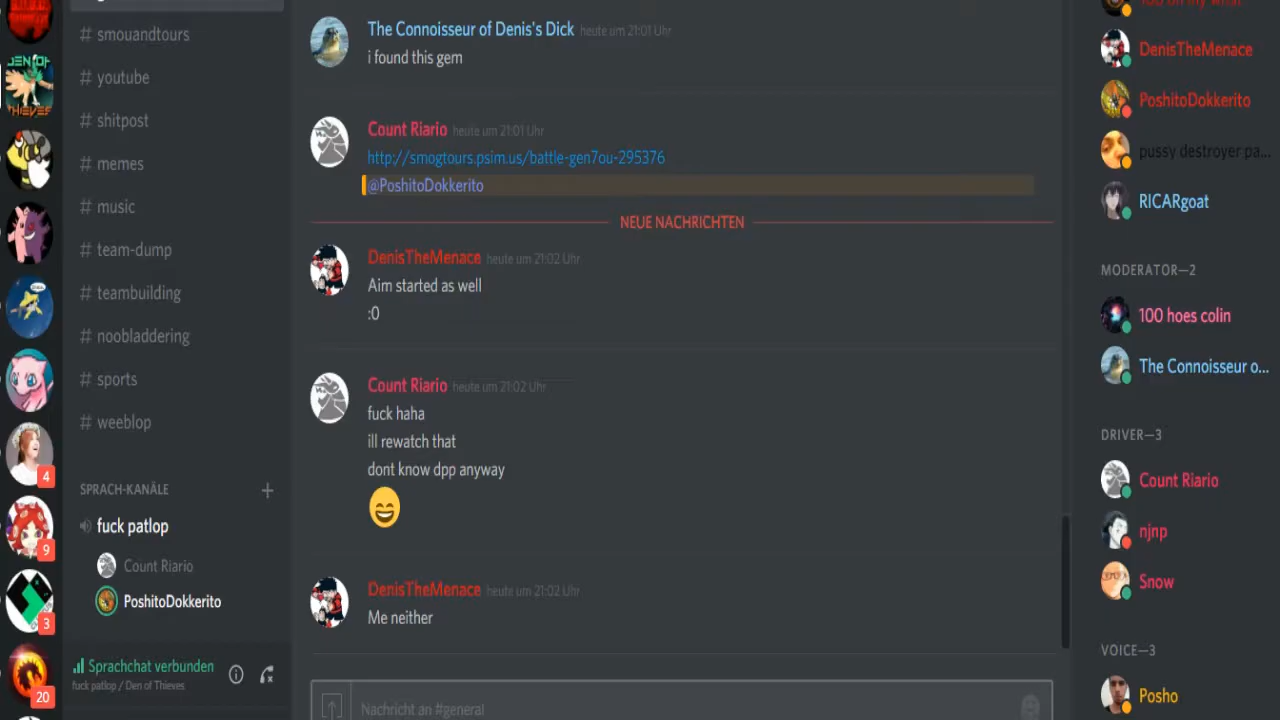 # smouandtours
# youtube
# shitpost
# memes
# music
# team-dump
# teambuilding
# noobladdering
# sports
# weeblop
SPRACH-KANÄLE
fuck patlop
Count Riario
PoshitoDokkerito
Sprachchat verbunden
fuck patlop / Den of Thieves
DEN OF
THIEVES
4
9
3
20
The Connoisseur of Denis's Dick heute um 21:01 Uhr
i found this gem
Count Riario heute um 21:01 Uhr
http://smogtours.psim.us/battle-gen7ou-295376
@PoshitoDokkerito
NEUE NACHRICHTEN
DenisTheMenace heute um 21:02 Uhr
Aim started as well
:0
Count Riario heute um 21:02 Uhr
fuck haha
ill rewatch that
dont know dpp anyway
DenisTheMenace heute um 21:02 Uhr
Me neither
Nachricht an #general
DenisTheMenace
PoshitoDokkerito
pussy destroyer pa...
RICARgoat
MODERATOR—2
100 hoes colin
The Connoisseur o...
DRIVER—3
Count Riario
njnp
Snow
VOICE—3
Posho